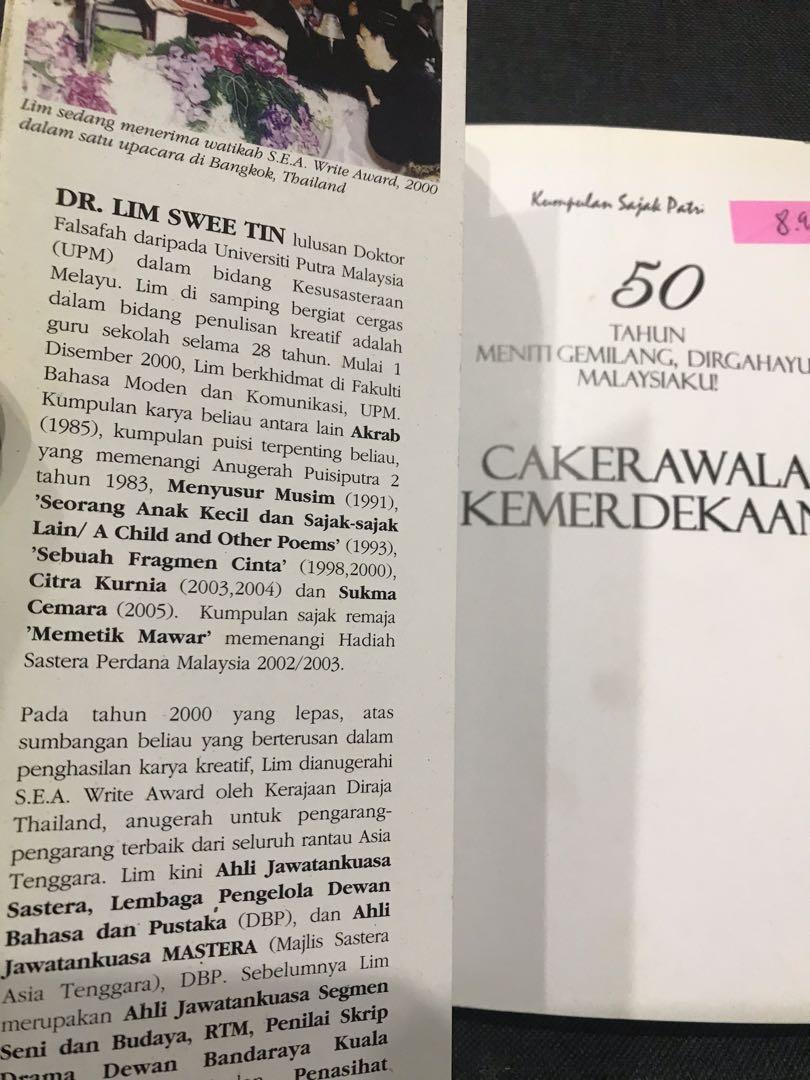 Lim sedang menerima watikah S.E.A. Write Award, 2000
dalam satu upacara di Bangkok, Thailand
DR. LIM SWEE TIN lulusan Doktor
Falsafah daripada Universiti Putra Malaysia
(UPM) dalam bidang Kesusasteraan
Melayu. Lim di samping bergiat cergas
dalam bidang penulisan kreatif adalah
guru sekolah selama 28 tahun. Mulai 1
Disember 2000, Lim berkhidmat di Fakulti
Bahasa Moden dan Komunikasi, UPM.
Kumpulan karya beliau antara lain Akrab
(1985), kumpulan puisi terpenting beliau,
yang memenangi Anugerah Puisiputra 2
tahun 1983, Menyusur Musim (1991),
'Seorang Anak Kecil dan Sajak-sajak
Lain/ A Child and Other Poems' (1993),
'Sebuah Fragmen Cinta' (1998,2000),
Citra Kurnia (2003,2004) dan Sukma
Cemara (2005). Kumpulan sajak remaja
'Memetik Mawar' memenangi Hadiah
Sastera Perdana Malaysia 2002/2003.
Pada tahun 2000 yang lepas, atas
sumbangan beliau yang berterusan dalam
penghasilan karya kreatif, Lim dianugerahi
S.E.A. Write Award oleh Kerajaan Diraja
Thailand, anugerah untuk pengarang-
pengarang terbaik dari seluruh rantau Asia
Tenggara. Lim kini Ahli Jawatankuasa
Sastera, Lembaga Pengelola Dewan
Bahasa dan Pustaka (DBP), dan Ahli
Jawatankuasa MASTERA (Majlis Sastera
Asia Tenggara), DBP. Sebelumnya Lim
merupakan Ahli Jawatankuasa Segmen
Seni dan Budaya, RTM, Penilai Skrip
Drama Dewan Bandaraya Kuala
Penasihat
Kumpulan Sajak Patri
50
TAHUN
MENITI GEMILANG, DIRGAHAYU
MALAYSIAKU!
CAKERAWALA
KEMERDEKAAN